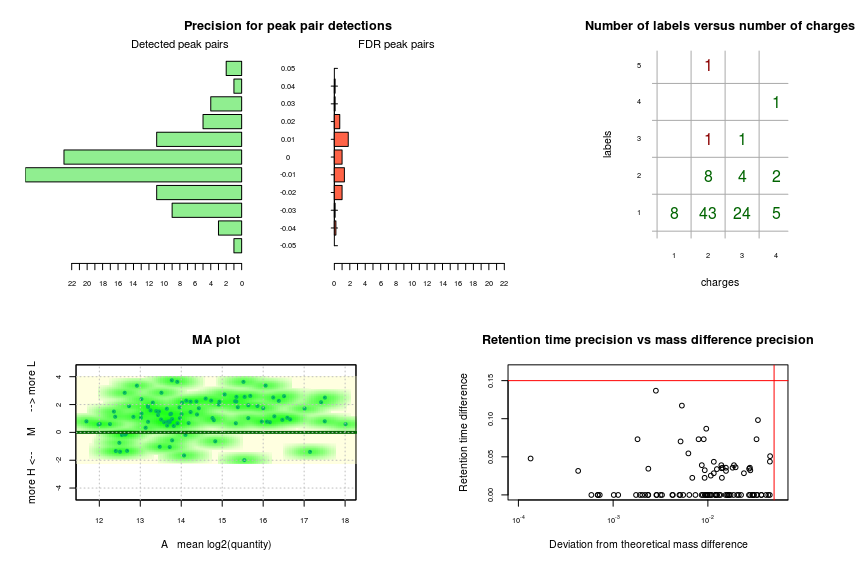 Precision for peak pair detections
Detected peak pairs
FDR peak pairs
0.05
0.04
0.03
0.02
0.01
0
-0.01
-0.02
-0.03
-0.04
-0.05
22 20 18 16 14 12 10 8 6 4 2 0
0 2 4 6 8 10 12 14 16 18 20 22
Number of labels versus number of charges
labels
5 1
4 1
3 1 1
2 8 4 2
1 8 43 24 5
1 2 3 4
charges
MA plot
more H <-- M --> more L
4
2
0
-2
-4
12 13 14 15 16 17 18
A mean log2(quantity)
Retention time precision vs mass difference precision
Retention time difference
0.15
0.10
0.05
0.00
10^-4 10^-3 10^-2
Deviation from theoretical mass difference